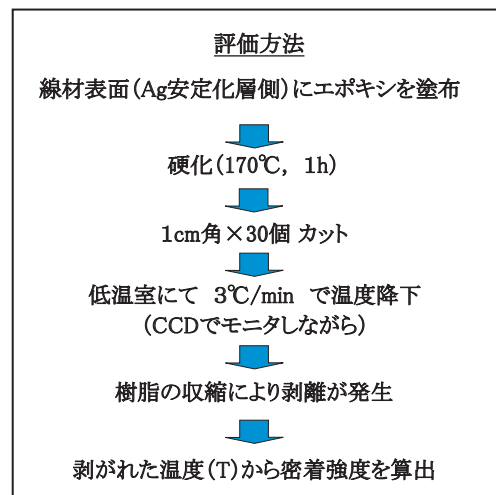 評価方法
線材表面（Ag安定化層側）にエポキシを塗布
硬化（170℃, 1h）
1cm角×30個 カット
低温室にて 3℃/min で温度降下
（CCDでモニタしながら）
樹脂の収縮により剥離が発生
剥がれた温度（T）から密着強度を算出